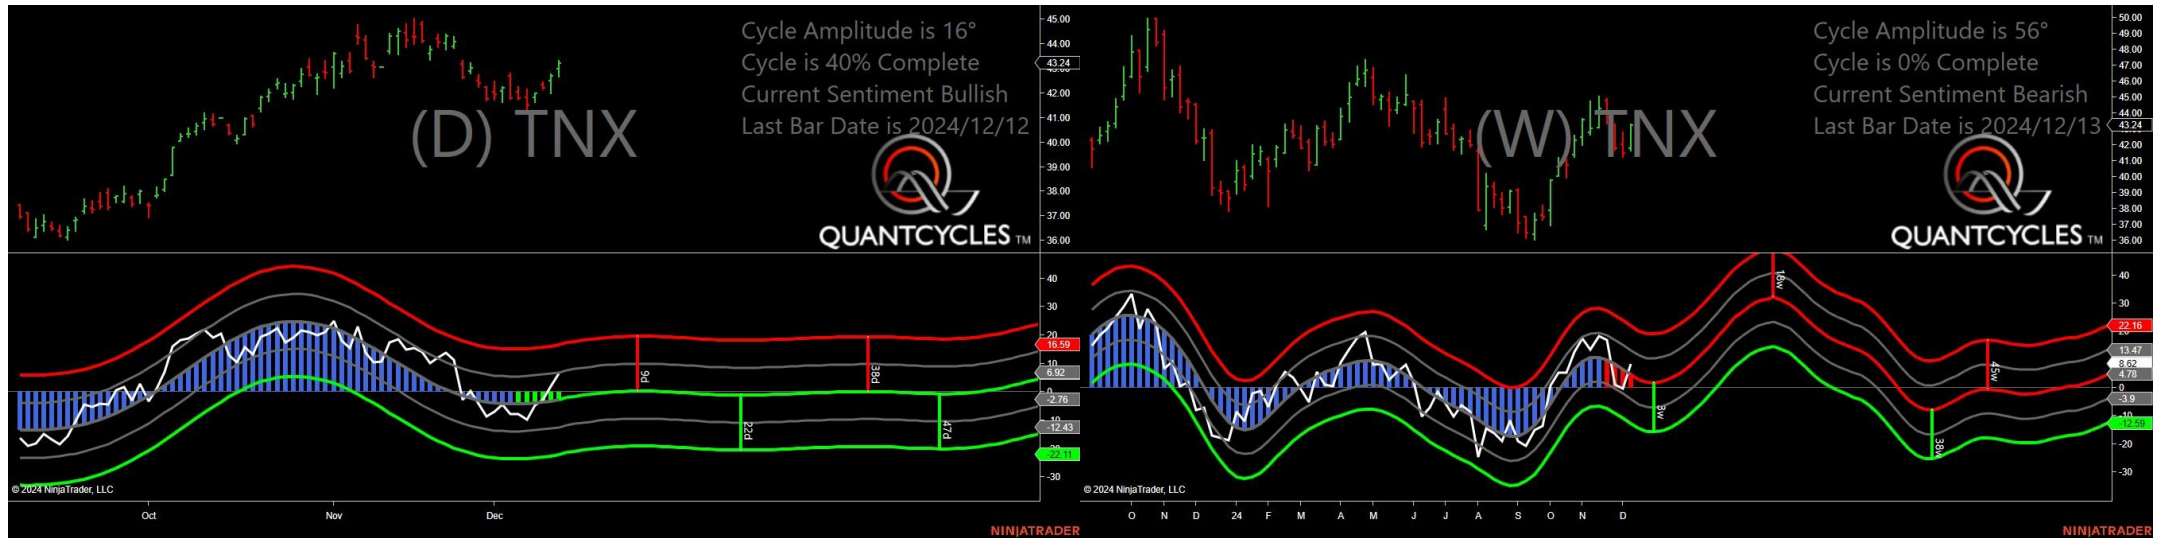 Cycle Amplitude is 16°
Cycle is 40% Complete
Current Sentiment Bullish
Last Bar Date is 2024/12/12
(D) TNX
QUANTCYCLES TM
45.00
44.00
43.24
42.00
41.00
40.00
39.00
38.00
37.00
36.00
40
30
20
16.59
10
6.92
0
-2.76
-12.43
-22.11
-30
9d
22d
38d
47d
© 2024 NinjaTrader, LLC
Oct
Nov
Dec
NINJATRADER
Cycle Amplitude is 56°
Cycle is 0% Complete
Current Sentiment Bearish
Last Bar Date is 2024/12/13
(W) TNX
QUANTCYCLES TM
50.00
49.00
48.00
47.00
46.00
45.00
44.00
43.24
42.00
41.00
40.00
39.00
38.00
37.00
36.00
40
30
22.16
13.47
8.62
4.78
0
-3.9
-12.59
-20
-30
8w
18w
38w
45w
© 2024 NinjaTrader, LLC
O N D 24 F M A M J J A S O N D
NINJATRADER